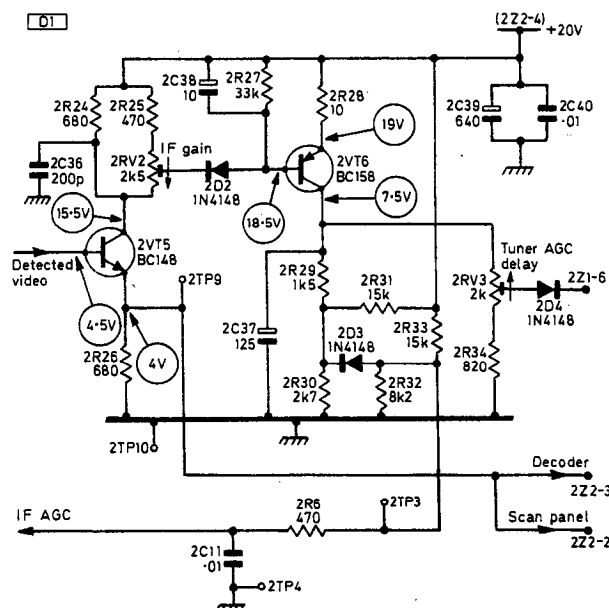 D1
(2Z2-4)
+20V
2C38
10
2R27
33k
2R28
10
2R24
680
2R25
470
2C39
640
2C40
·01
19V
2RV2
2k5
IF gain
2C36
200p
2D2
1N4148
2VT6
BC158
15·5V
18·5V
7·5V
2VT5
BC148
Detected
video
2TP9
2R29
1k5
2R31
15k
2RV3
2k
Tuner AGC
delay
2Z1-6
2D4
1N4148
4·5V
4V
2C37
125
2D3
1N4148
2R33
15k
2R26
680
2R30
2k7
2R32
8k2
2R34
820
2TP10
Decoder
2Z2-3
2R6
470
2TP3
Scan panel
2Z2-2
IF AGC
2C11
·01
2TP4